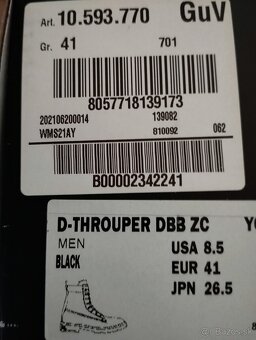 Art. 10.593.770 GuV
Gr. 41 701
8057718139173
202106200014 139082
WMS21AY 810092 062
B00002342241
D-THROUPER DBB ZC
MEN
BLACK
USA 8.5
EUR 41
JPN 26.5